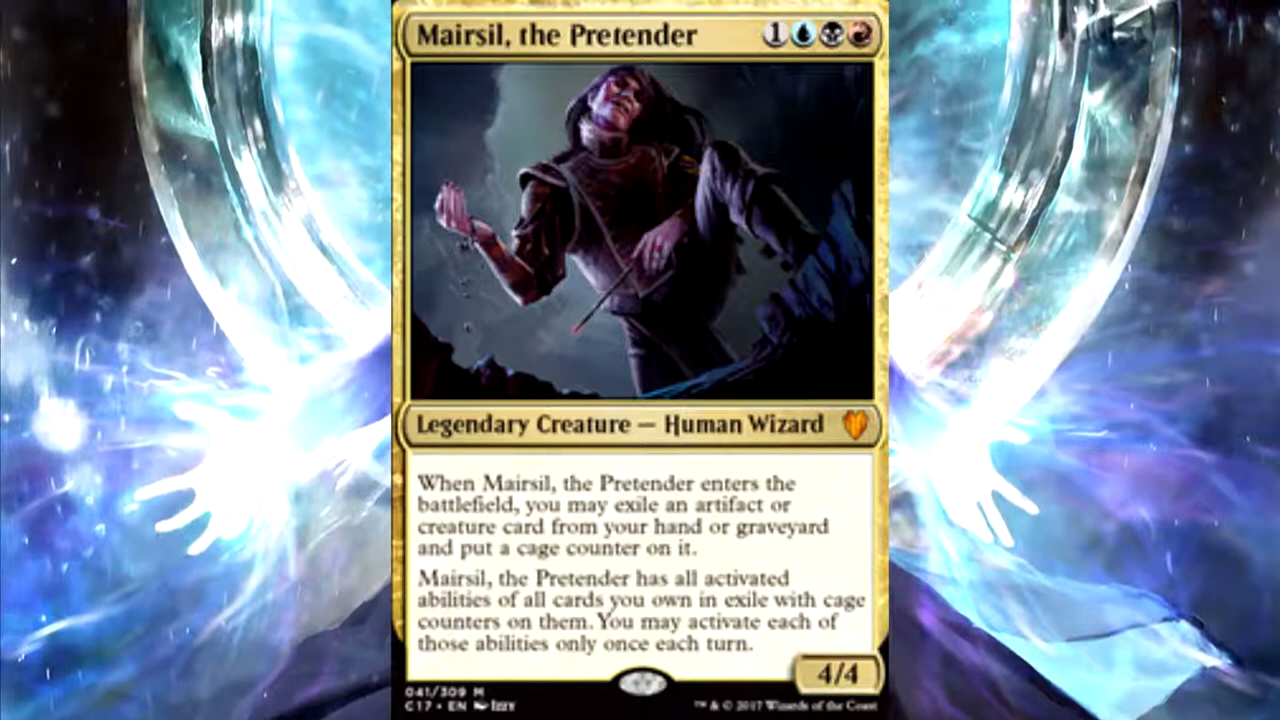 Mairsil, the Pretender 1
Legendary Creature — Human Wizard
When Mairsil, the Pretender enters the
battlefield, you may exile an artifact or
creature card from your hand or graveyard
and put a cage counter on it.
Mairsil, the Pretender has all activated
abilities of all cards you own in exile with cage
counters on them. You may activate each of
those abilities only once each turn.
4/4
041/309 M
C17 • EN Izzy
™ & © 2017 Wizards of the Coast